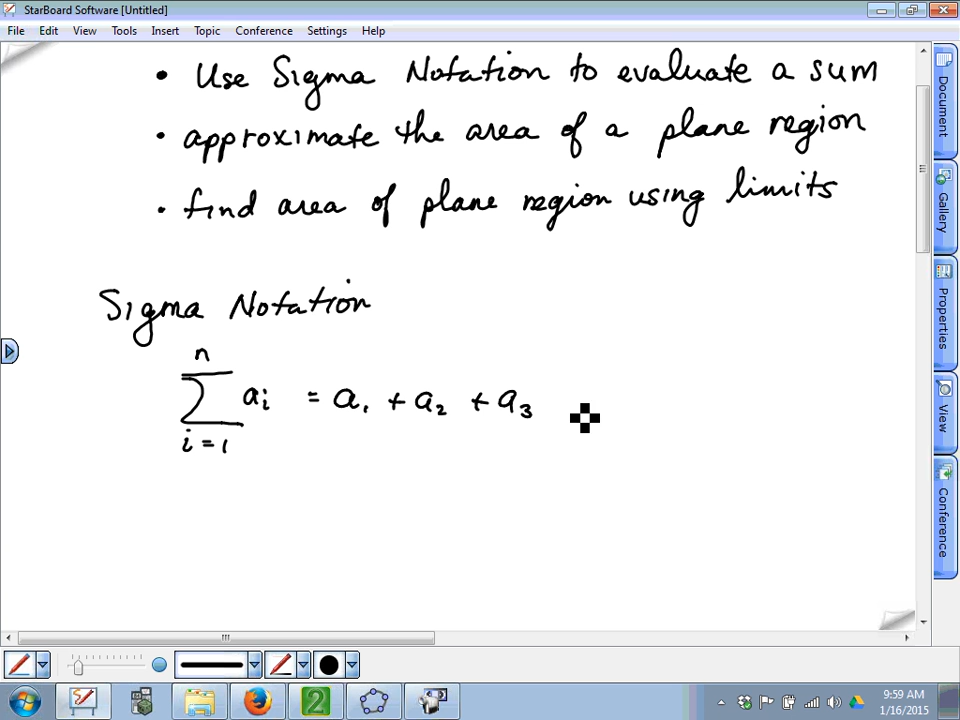 StarBoard Software [Untitled]
File Edit View Tools Insert Topic Conference Settings Help
• Use Sigma Notation to evaluate a sum
• approximate the area of a plane region
• find area of plane region using limits
Sigma Notation
n
∑ aᵢ = a₁ + a₂ + a₃
i = 1
Document
Gallery
Properties
View
Conference
2
9:59 AM
1/16/2015